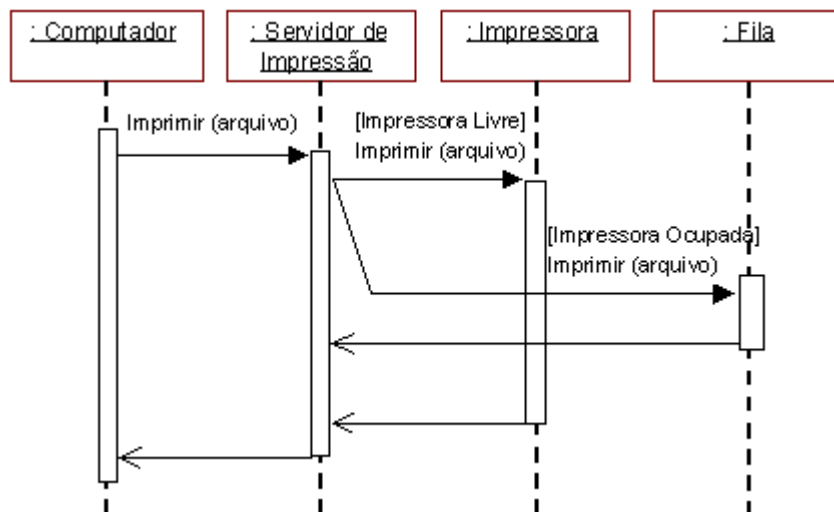 : Computador
: Servidor de
Impressão
: Impressora
: Fila
Imprimir (arquivo)
[Impressora Livre]
Imprimir (arquivo)
[Impressora Ocupada]
Imprimir (arquivo)